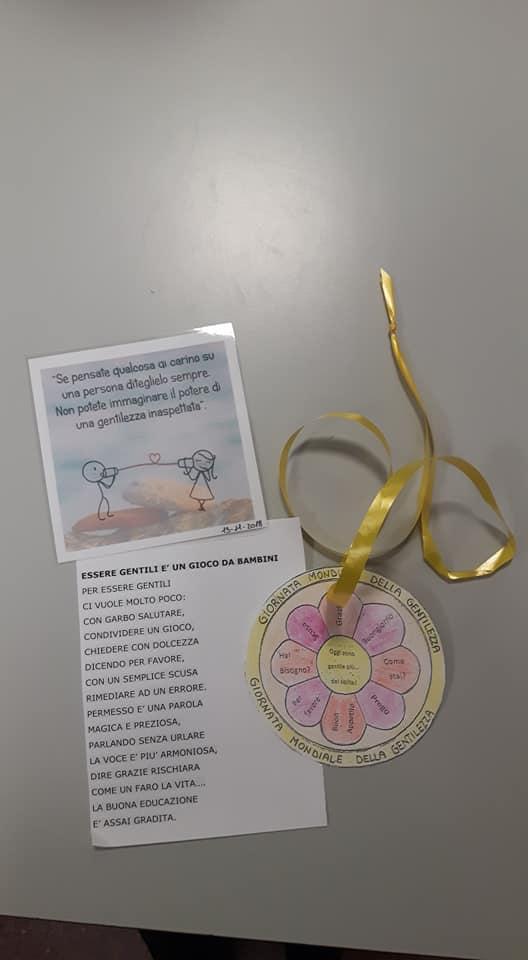 "Se pensate qualcosa di carino su
una persona diteglielo sempre.
Non potete immaginare il potere di
una gentilezza inaspettata".
13-11-2018
ESSERE GENTILI E' UN GIOCO DA BAMBINI
PER ESSERE GENTILI
CI VUOLE MOLTO POCO:
CON GARBO SALUTARE,
CONDIVIDERE UN GIOCO,
CHIEDERE CON DOLCEZZA
DICENDO PER FAVORE,
CON UN SEMPLICE SCUSA
RIMEDIARE AD UN ERRORE.
PERMESSO E' UNA PAROLA
MAGICA E PREZIOSA,
PARLANDO SENZA URLARE
LA VOCE E' PIU' ARMONIOSA,
DIRE GRAZIE RISCHIARA
COME UN FARO LA VITA....
LA BUONA EDUCAZIONE
E' ASSAI GRADITA.
GIORNATA MONDI DELLA GENTILEZZA
Graz
Buongiorno
Come
stai?
Prego
Buon
Appetito
Per
favore
Hai
Bisogno?
Scusa
Oggi sono
gentile più...
del solito!
GIORNATA MONDIALE DELLA GENTILEZZA